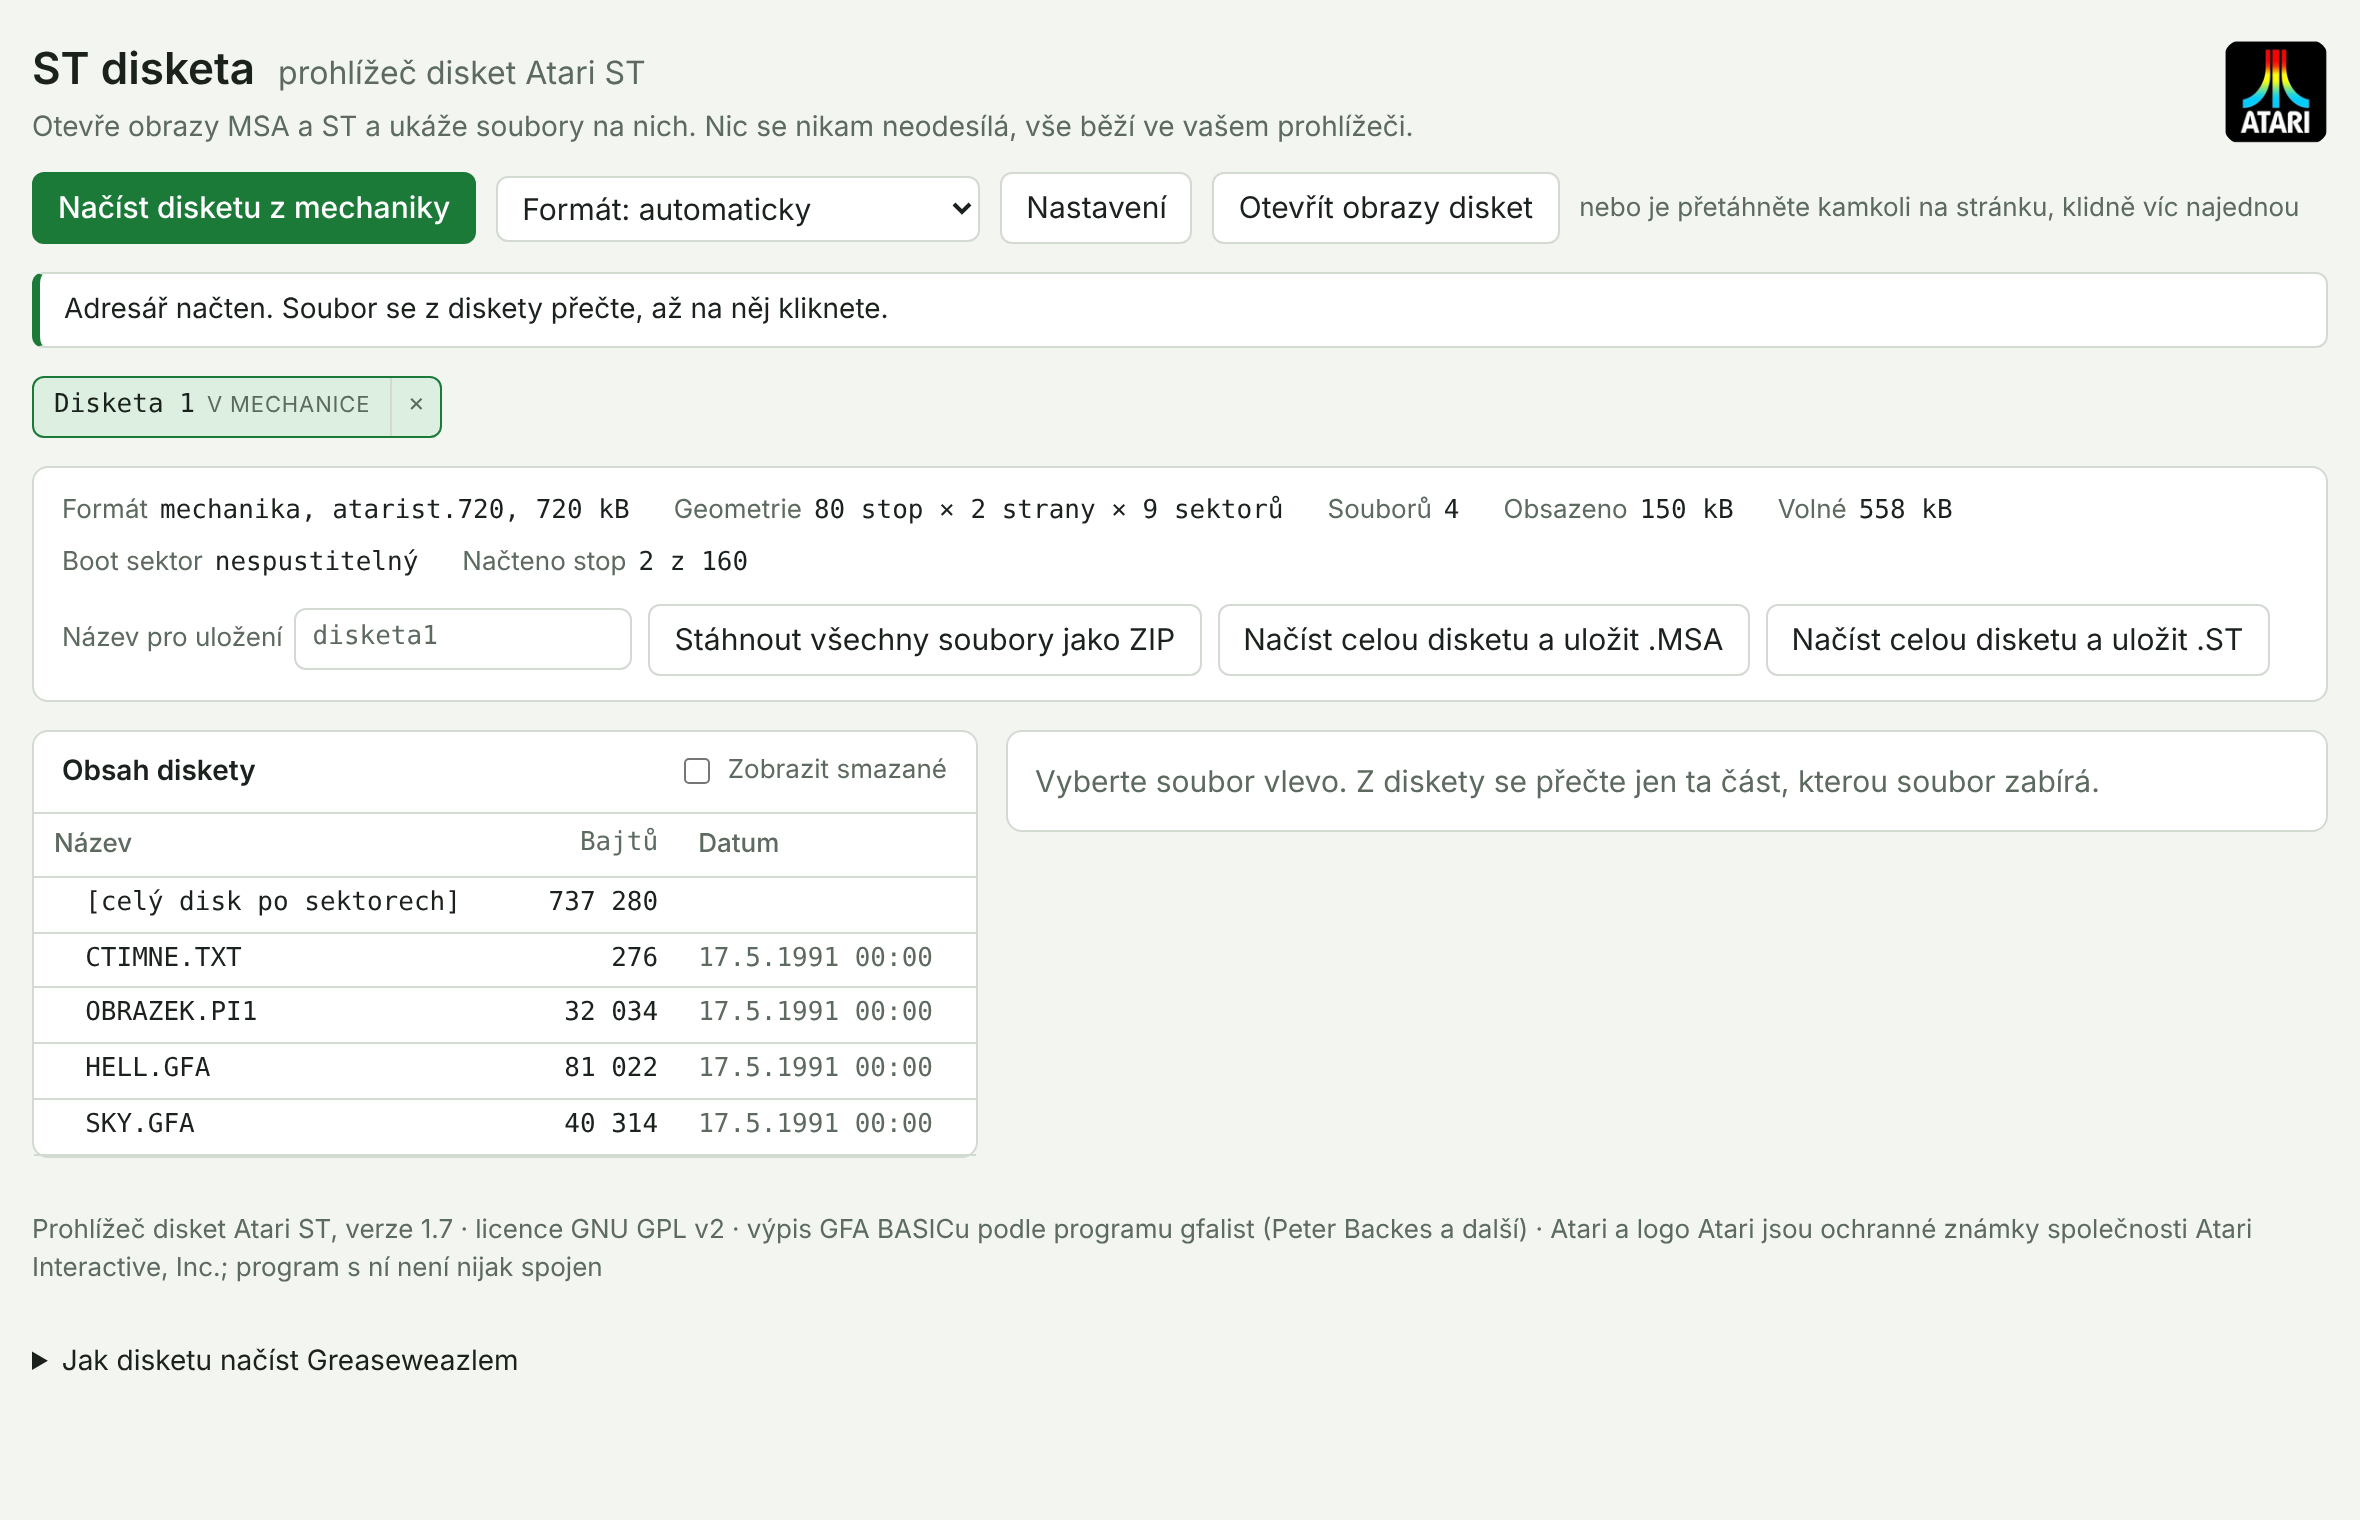 ST disketa prohlížeč disket Atari ST
Otevře obrazy MSA a ST a ukáže soubory na nich. Nic se nikam neodesílá, vše běží ve vašem prohlížeči.
ATARI
Načíst disketu z mechaniky Formát: automaticky Nastavení Otevřít obrazy disket nebo je přetáhněte kamkoli na stránku, klidně víc najednou
Adresář načten. Soubor se z diskety přečte, až na něj kliknete.
Disketa 1 V MECHANICE ×
Formát mechanika, atarist.720, 720 kB Geometrie 80 stop × 2 strany × 9 sektorů Souborů 4 Obsazeno 150 kB Volné 558 kB
Boot sektor nespustitelný Načteno stop 2 z 160
Název pro uložení disketa1 Stáhnout všechny soubory jako ZIP Načíst celou disketu a uložit .MSA Načíst celou disketu a uložit .ST
Obsah diskety Zobrazit smazané
Název Bajtů Datum
[celý disk po sektorech] 737 280
CTIMNE.TXT 276 17.5.1991 00:00
OBRAZEK.PI1 32 034 17.5.1991 00:00
HELL.GFA 81 022 17.5.1991 00:00
SKY.GFA 40 314 17.5.1991 00:00
Vyberte soubor vlevo. Z diskety se přečte jen ta část, kterou soubor zabírá.
Prohlížeč disket Atari ST, verze 1.7 · licence GNU GPL v2 · výpis GFA BASICu podle programu gfalist (Peter Backes a další) · Atari a logo Atari jsou ochranné známky společnosti Atari
Interactive, Inc.; program s ní není nijak spojen
Jak disketu načíst Greaseweazlem